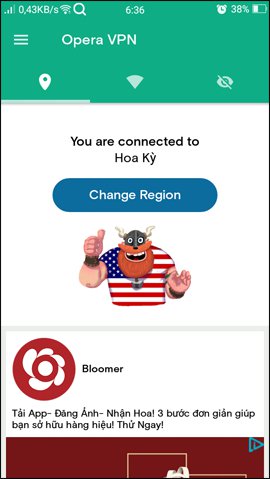 0,43KB/s 6:36 38%
Opera VPN
You are connected to
Hoa Kỳ
Change Region
Bloomer
Tải App- Đăng Ảnh- Nhận Hoa! 3 bước đơn giản giúp
bạn sở hữu hàng hiệu! Thử Ngay!